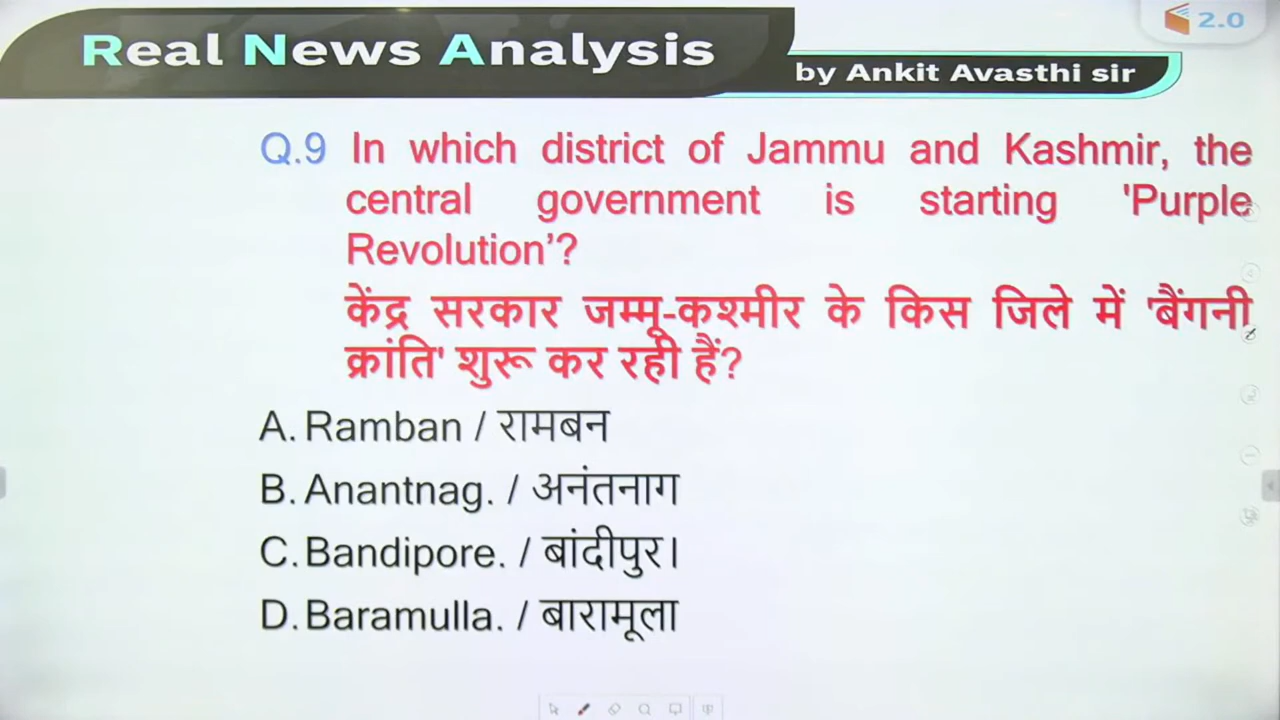 2.0
Real News Analysis
by Ankit Avasthi sir
Q.9 In which district of Jammu and Kashmir, the
central government is starting 'Purple
Revolution’?
केंद्र सरकार जम्मू-कश्मीर के किस जिले में 'बैंगनी
क्रांति' शुरू कर रही हैं?
A. Ramban / रामबन
B. Anantnag. / अनंतनाग
C. Bandipore. / बांदीपुर।
D. Baramulla. / बारामूला